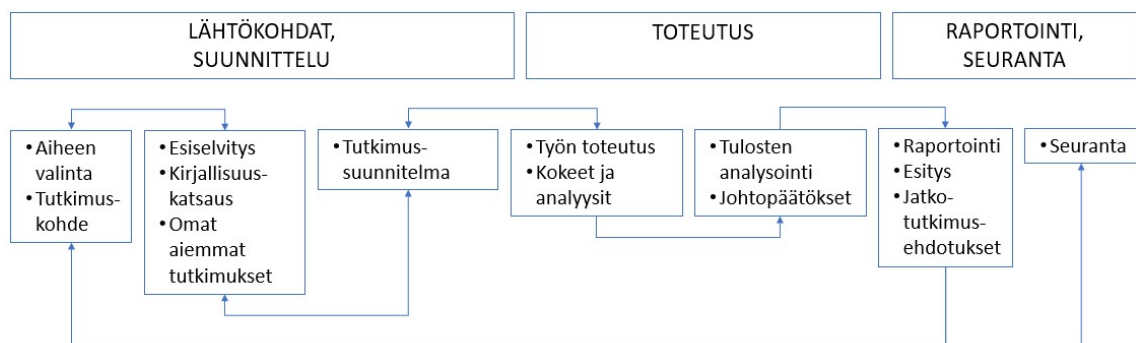 LÄHTÖKOHDAT,
SUUNNITTELU
TOTEUTUS
RAPORTOINTI,
SEURANTA
• Aiheen
valinta
• Tutkimus-
kohde
• Esiselvitys
• Kirjallisuus-
katsaus
• Omat
aiemmat
tutkimukset
• Tutkimus-
suunnitelma
• Työn toteutus
• Kokeet ja
analyysit
• Tulosten
analysointi
• Johtopäätökset
• Raportointi
• Esitys
• Jatko-
tutkimus-
ehdotukset
• Seuranta